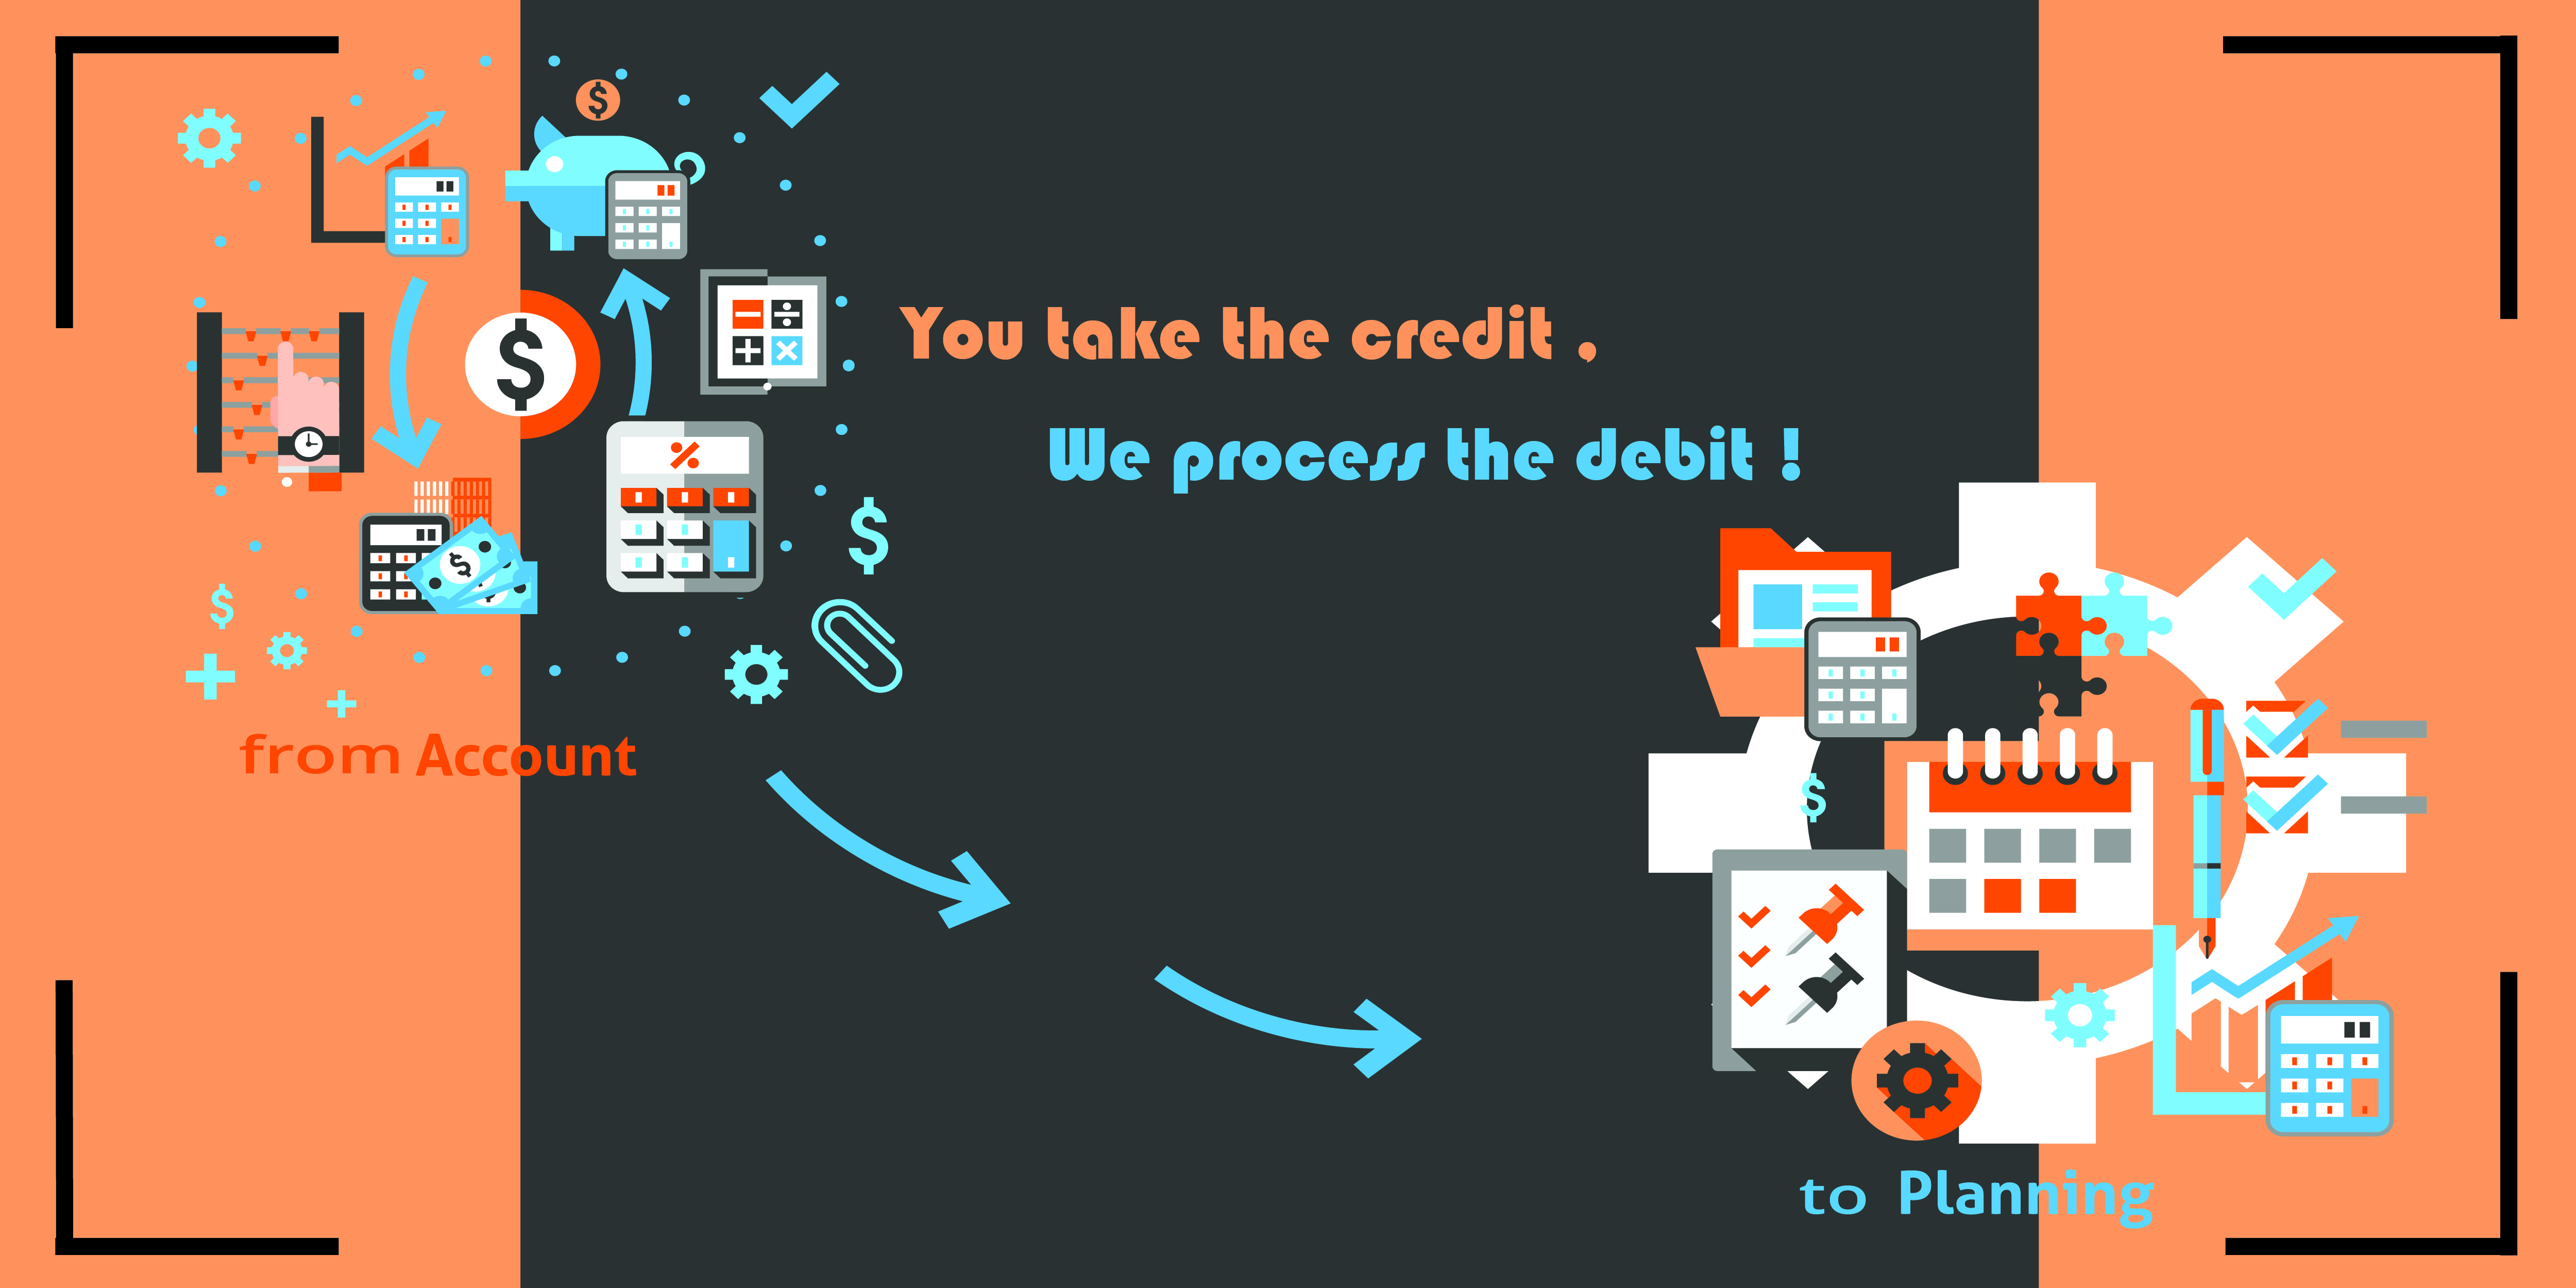 You take the credit ,
We process the debit !
from Account
to Planning